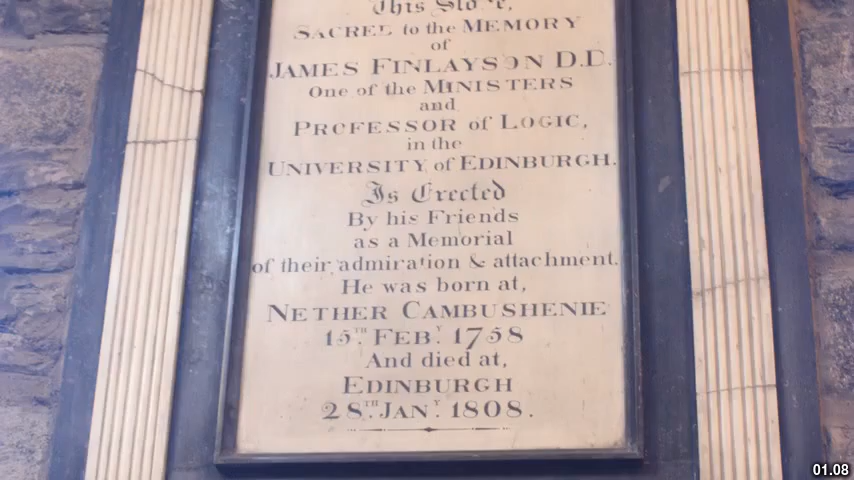 This Stone,
SACRED to the MEMORY
of
JAMES FINLAYSON D.D.
One of the MINISTERS
and
PROFESSOR of LOGIC,
in the
UNIVERSITY of EDINBURGH.
Is Erected
By his Friends
as a Memorial
of their admiration & attachment.
He was born at,
NETHER CAMBUSHENIE
15TH. FEBY. 1758
And died at,
EDINBURGH
28TH. JANY. 1808.
01.08